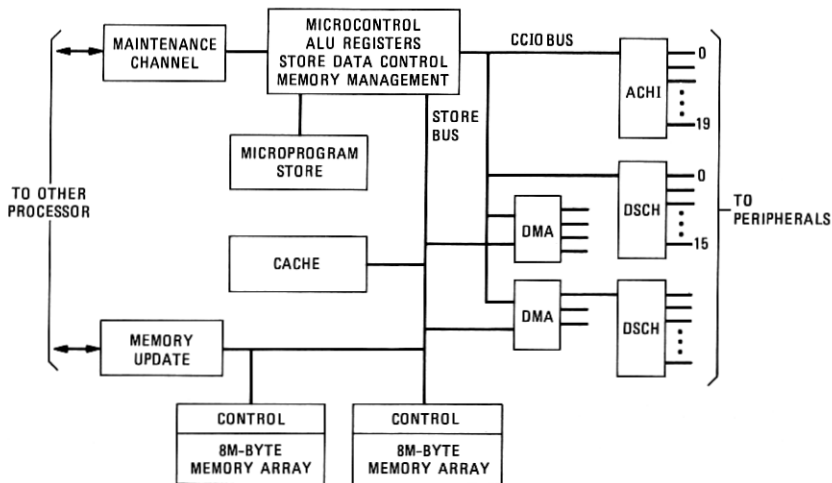 MAINTENANCE
CHANNEL
MICROCONTROL
ALU REGISTERS
STORE DATA CONTROL
MEMORY MANAGEMENT
CCIO BUS
ACHI
0
19
STORE
BUS
MICROPROGRAM
STORE
TO OTHER
PROCESSOR
DSCH
0
15
TO
PERIPHERALS
DMA
CACHE
DMA
DSCH
MEMORY
UPDATE
CONTROL
8M-BYTE
MEMORY ARRAY
CONTROL
8M-BYTE
MEMORY ARRAY